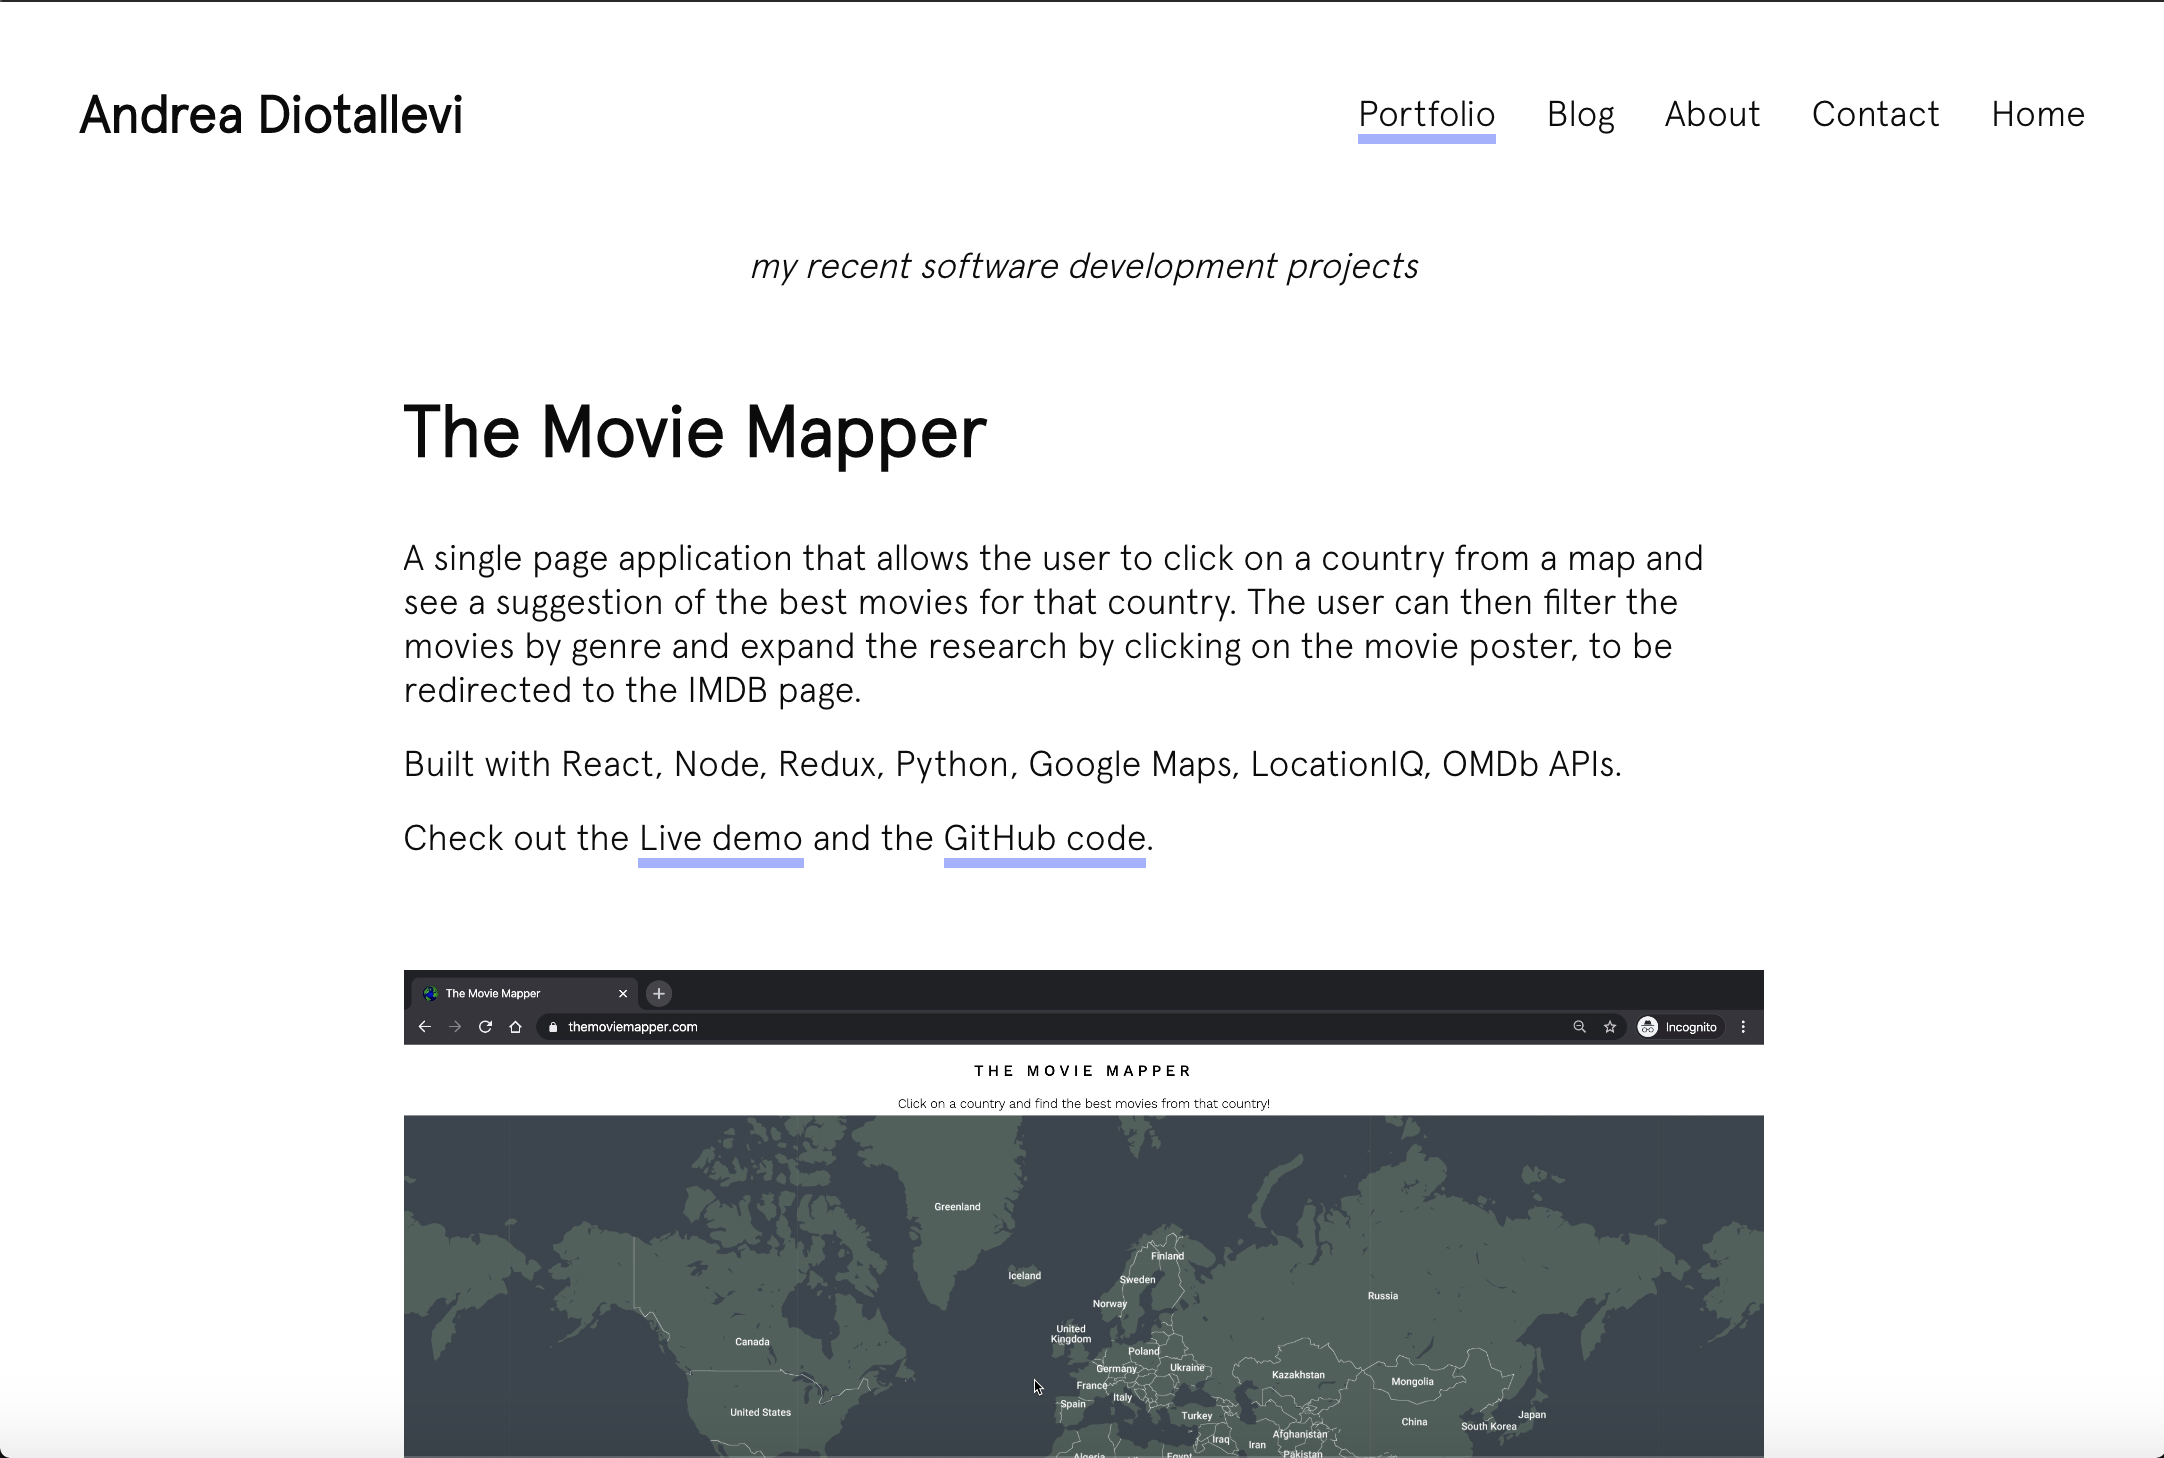 Andrea Diotallevi
Portfolio Blog About Contact Home
my recent software development projects
The Movie Mapper
A single page application that allows the user to click on a country from a map and
see a suggestion of the best movies for that country. The user can then filter the
movies by genre and expand the research by clicking on the movie poster, to be
redirected to the IMDB page.
Built with React, Node, Redux, Python, Google Maps, LocationIQ, OMDb APIs.
Check out the Live demo and the GitHub code.
The Movie Mapper
themoviemapper.com
Incognito
THE MOVIE MAPPER
Click on a country and find the best movies from that country!
Greenland
Finland
Iceland
Sweden
Russia
Norway
United
Kingdom
Canada
Poland
Germany
Ukraine
Kazakhstan
Mongolia
France
Italy
Spain
United States
Turkey
Japan
China
South Korea
Iraq
Iran
Afghanistan
Pakistan
Algeria
Egypt